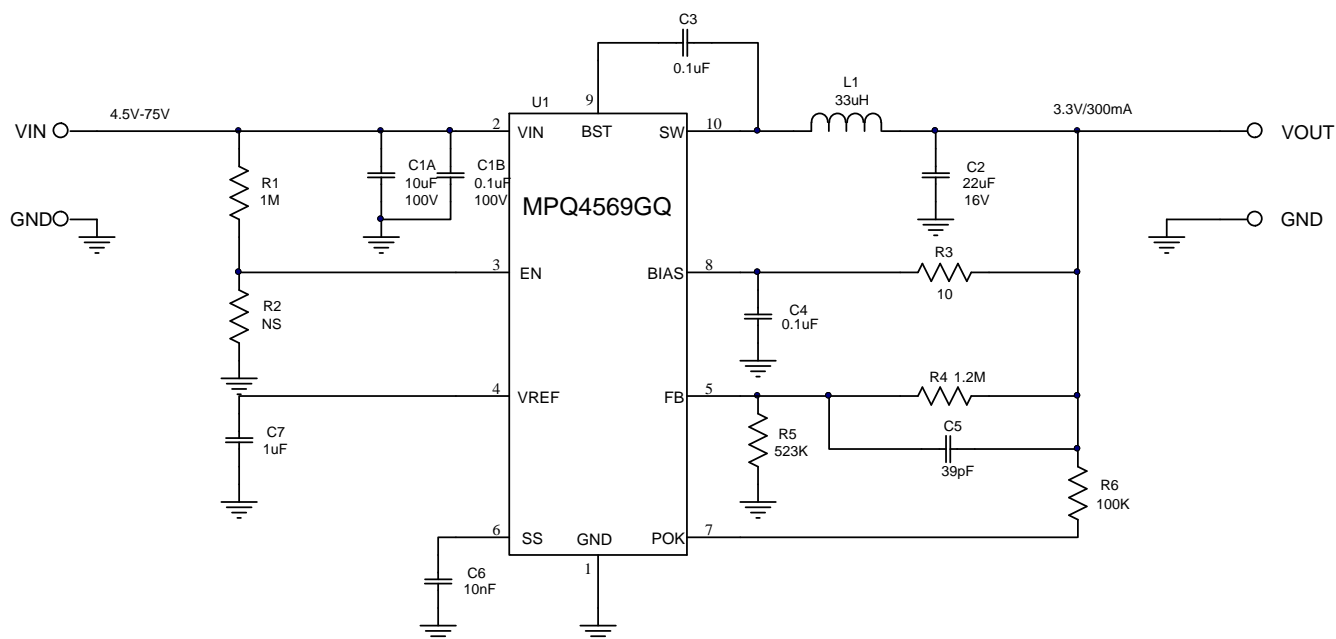 C3
0.1uF
L1
33uH
U1
9
4.5V-75V
3.3V/300mA
VIN
2
VIN
BST
SW
10
VOUT
R1
1M
C1A
10uF
100V
C1B
0.1uF
100V
C2
22uF
16V
MPQ4569GQ
GND
GND
3
EN
BIAS
8
R3
10
R2
NS
C4
0.1uF
4
VREF
FB
5
R4 1.2M
C7
1uF
R5
523K
C5
39pF
R6
100K
6
SS
GND
POK
7
1
C6
10nF